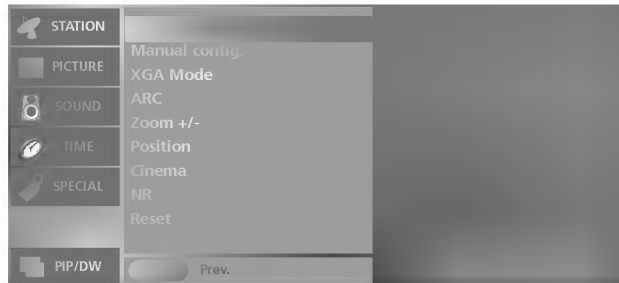 STATION
PICTURE
SOUND
TIME
SPECIAL
PIP/DW
Manual config.
XGA Mode
ARC
Zoom +/-
Position
Cinema
NR
Reset
Prev.